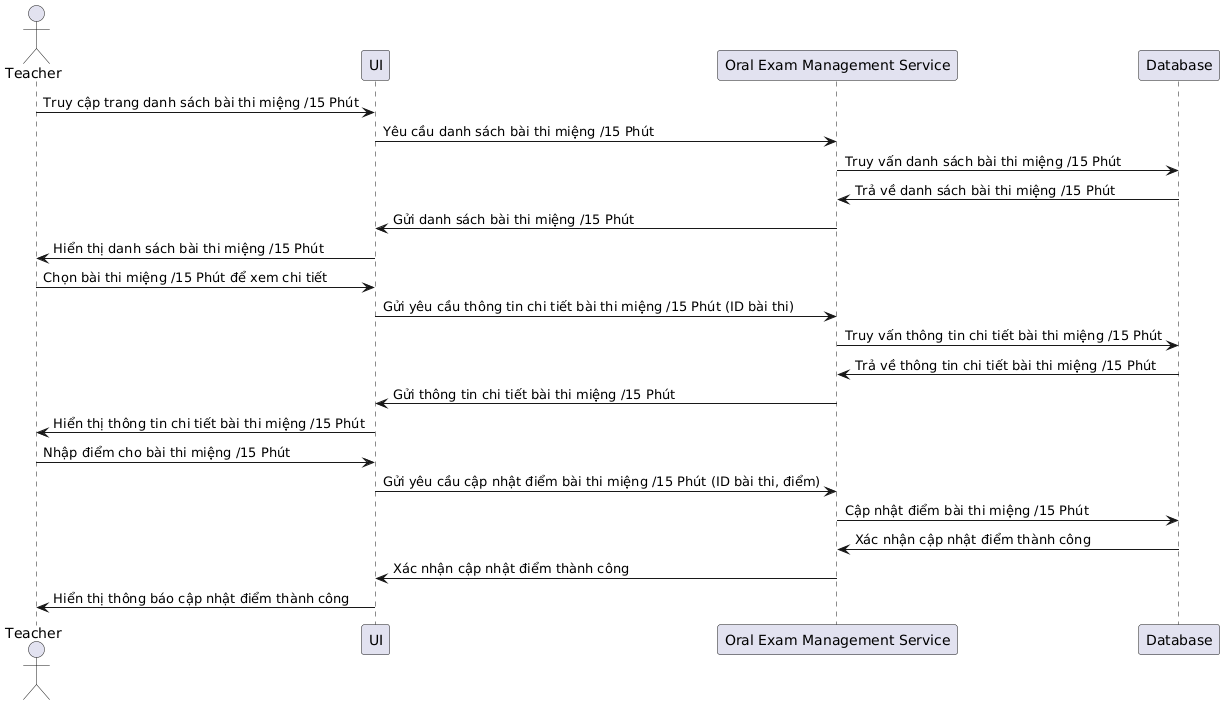 Teacher
UI
Oral Exam Management Service
Database
Truy cập trang danh sách bài thi miệng /15 Phút
Yêu cầu danh sách bài thi miệng /15 Phút
Truy vấn danh sách bài thi miệng /15 Phút
Trả về danh sách bài thi miệng /15 Phút
Gửi danh sách bài thi miệng /15 Phút
Hiển thị danh sách bài thi miệng /15 Phút
Chọn bài thi miệng /15 Phút để xem chi tiết
Gửi yêu cầu thông tin chi tiết bài thi miệng /15 Phút (ID bài thi)
Truy vấn thông tin chi tiết bài thi miệng /15 Phút
Trả về thông tin chi tiết bài thi miệng /15 Phút
Gửi thông tin chi tiết bài thi miệng /15 Phút
Hiển thị thông tin chi tiết bài thi miệng /15 Phút
Nhập điểm cho bài thi miệng /15 Phút
Gửi yêu cầu cập nhật điểm bài thi miệng /15 Phút (ID bài thi, điểm)
Cập nhật điểm bài thi miệng /15 Phút
Xác nhận cập nhật điểm thành công
Xác nhận cập nhật điểm thành công
Hiển thị thông báo cập nhật điểm thành công
Teacher
UI
Oral Exam Management Service
Database